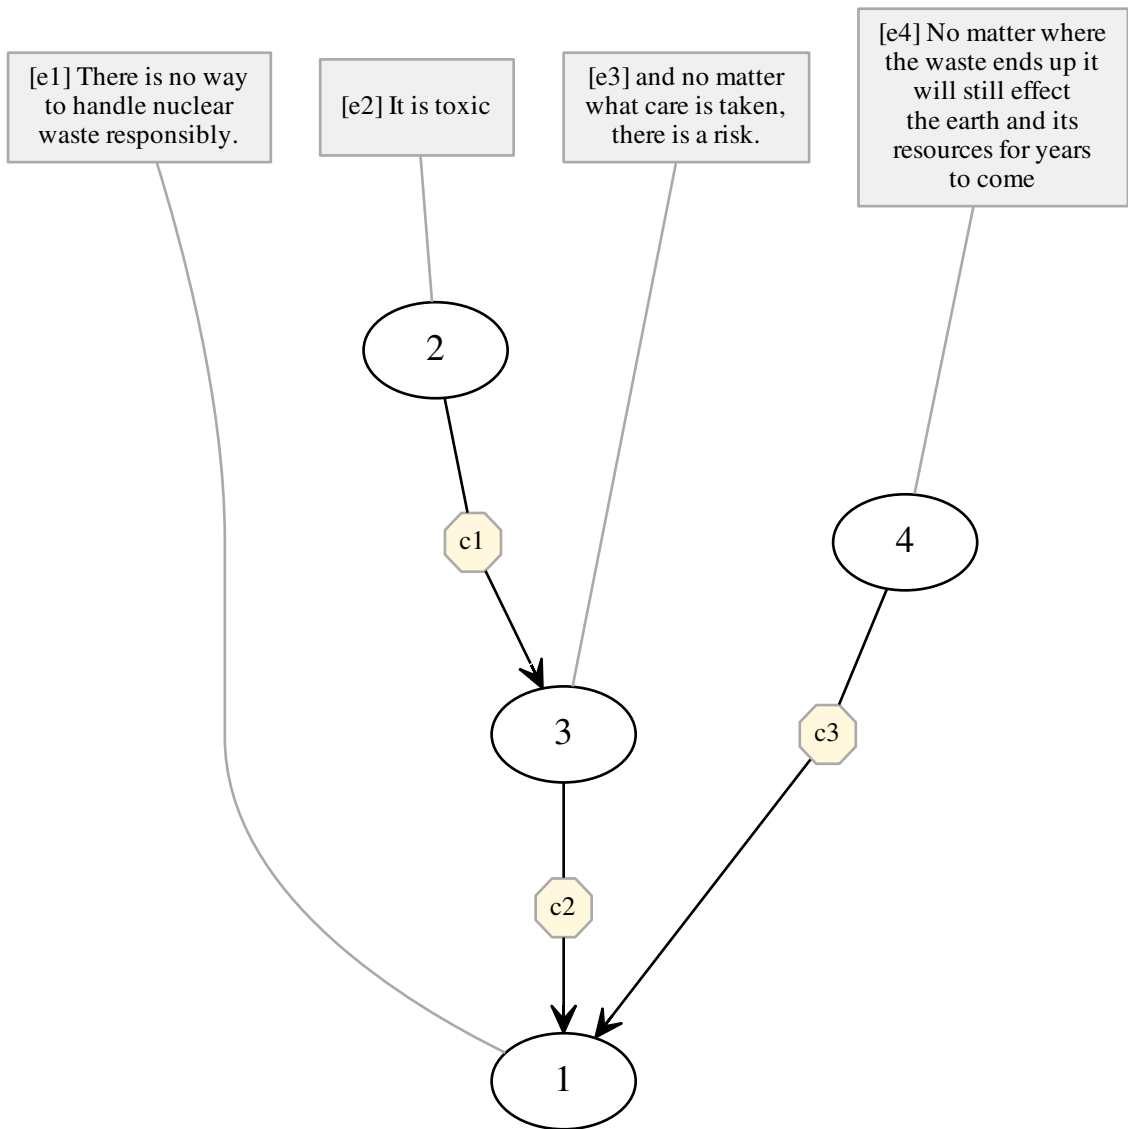 [e1] There is no way
to handle nuclear
waste responsibly.
[e2] It is toxic
[e3] and no matter
what care is taken,
there is a risk.
[e4] No matter where
the waste ends up it
will still effect
the earth and its
resources for years
to come
2
c1
4
3
c3
c2
1